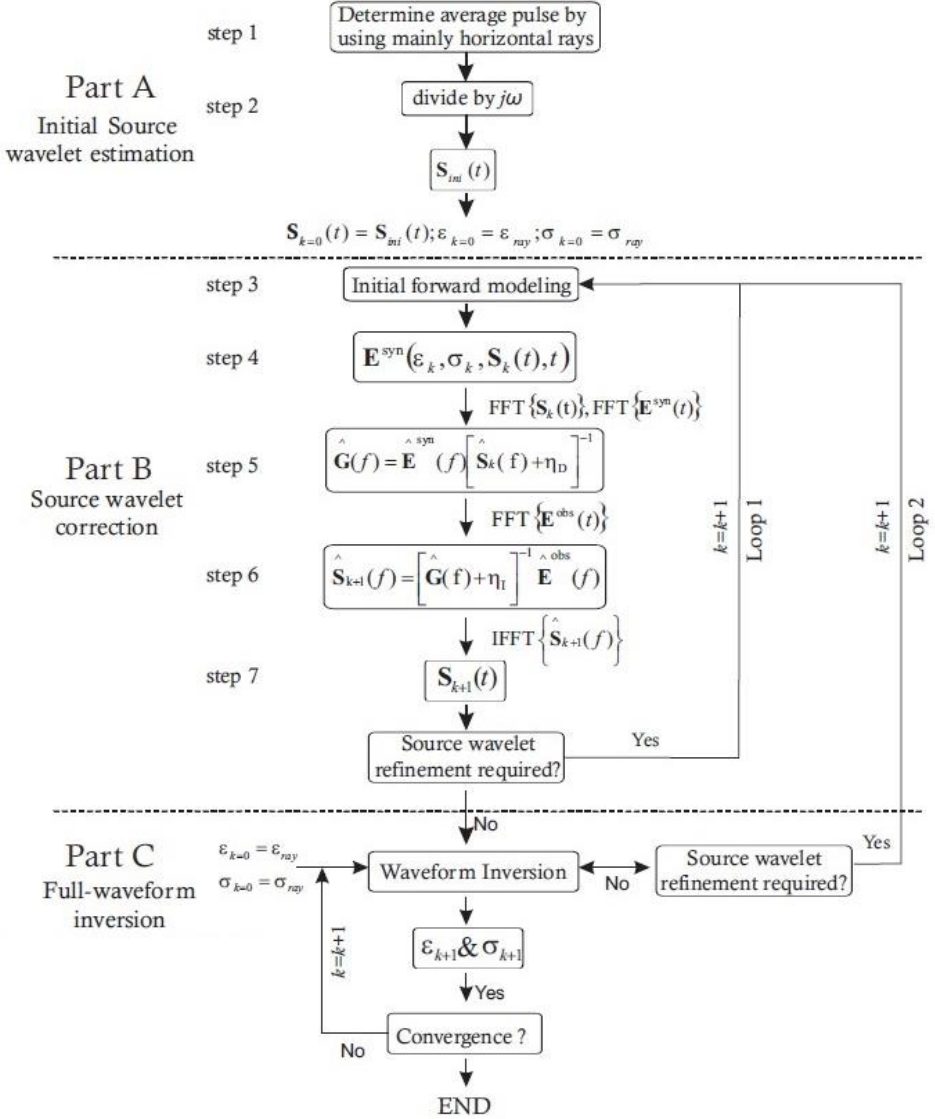 step 1
Determine average pulse by
using mainly horizontal rays
Part A
Initial Source
wavelet estimation
step 2
divide by jω
S_ini (t)
S_k=0 (t) = S_ini (t); ε_k=0 = ε_ray ; σ_k=0 = σ_ray
step 3
Initial forward modeling
step 4
E^syn (ε_k, σ_k, S_k(t), t)
FFT {S_k(t)}, FFT {E^syn(t)}
Part B
Source wavelet
correction
step 5
Ĝ(f) = Ê^syn (f) [Ŝ_k(f) + η_D]^-1
FFT {E^obs (t)}
step 6
Ŝ_k+1(f) = [Ĝ(f) + η_I]^-1 Ê^obs (f)
IFFT {Ŝ_k+1(f)}
step 7
S_k+1(t)
Source wavelet
refinement required?
Yes
k=k+1
Loop 1
k=k+1
Loop 2
No
Part C
Full-waveform
inversion
ε_k=0 = ε_ray
σ_k=0 = σ_ray
Waveform Inversion
No
Source wavelet
refinement required?
Yes
ε_k+1 & σ_k+1
k=k+1
Yes
Convergence ?
No
END